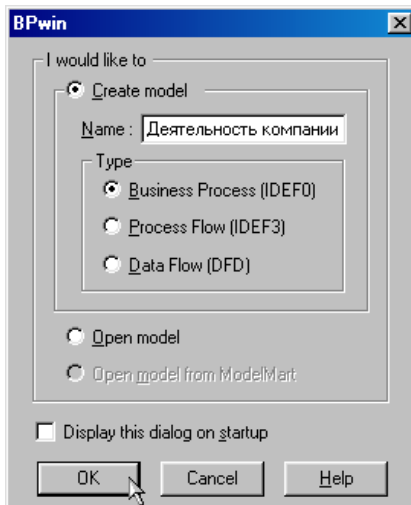 BPwin
I would like to
Create model
Name : Деятельность компании
Type
Business Process (IDEF0)
Process Flow (IDEF3)
Data Flow (DFD)
Open model
Open model from ModelMart
Display this dialog on startup
OK Cancel Help